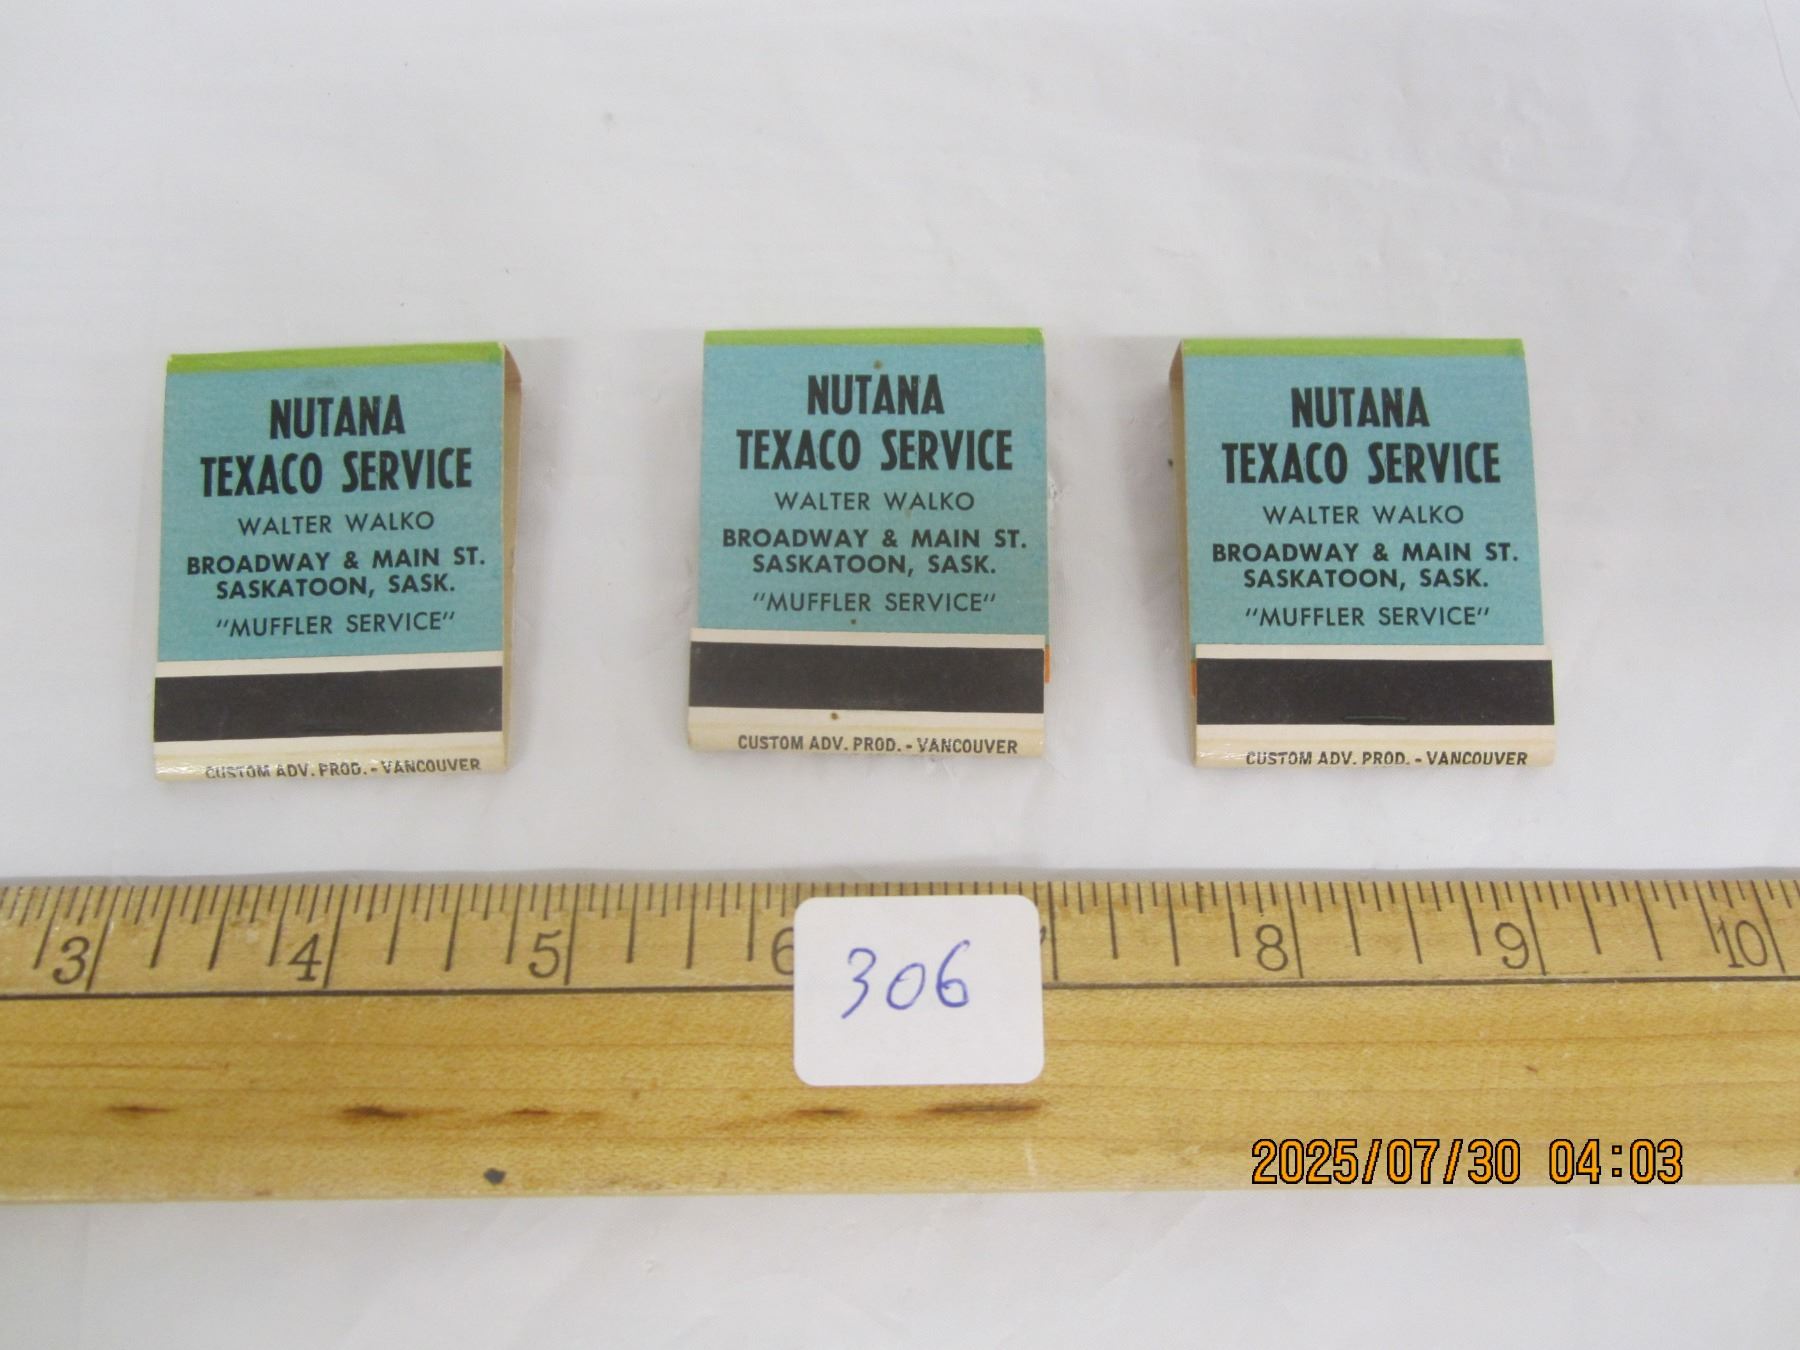 NUTANA
TEXACO SERVICE
WALTER WALKO
BROADWAY & MAIN ST.
SASKATOON, SASK.
"MUFFLER SERVICE"
CUSTOM ADV. PROD. - VANCOUVER
NUTANA
TEXACO SERVICE
WALTER WALKO
BROADWAY & MAIN ST.
SASKATOON, SASK.
"MUFFLER SERVICE"
CUSTOM ADV. PROD. - VANCOUVER
NUTANA
TEXACO SERVICE
WALTER WALKO
BROADWAY & MAIN ST.
SASKATOON, SASK.
"MUFFLER SERVICE"
CUSTOM ADV. PROD. - VANCOUVER
3 4 5 6 8 9 10
306
2025/07/30 04:03